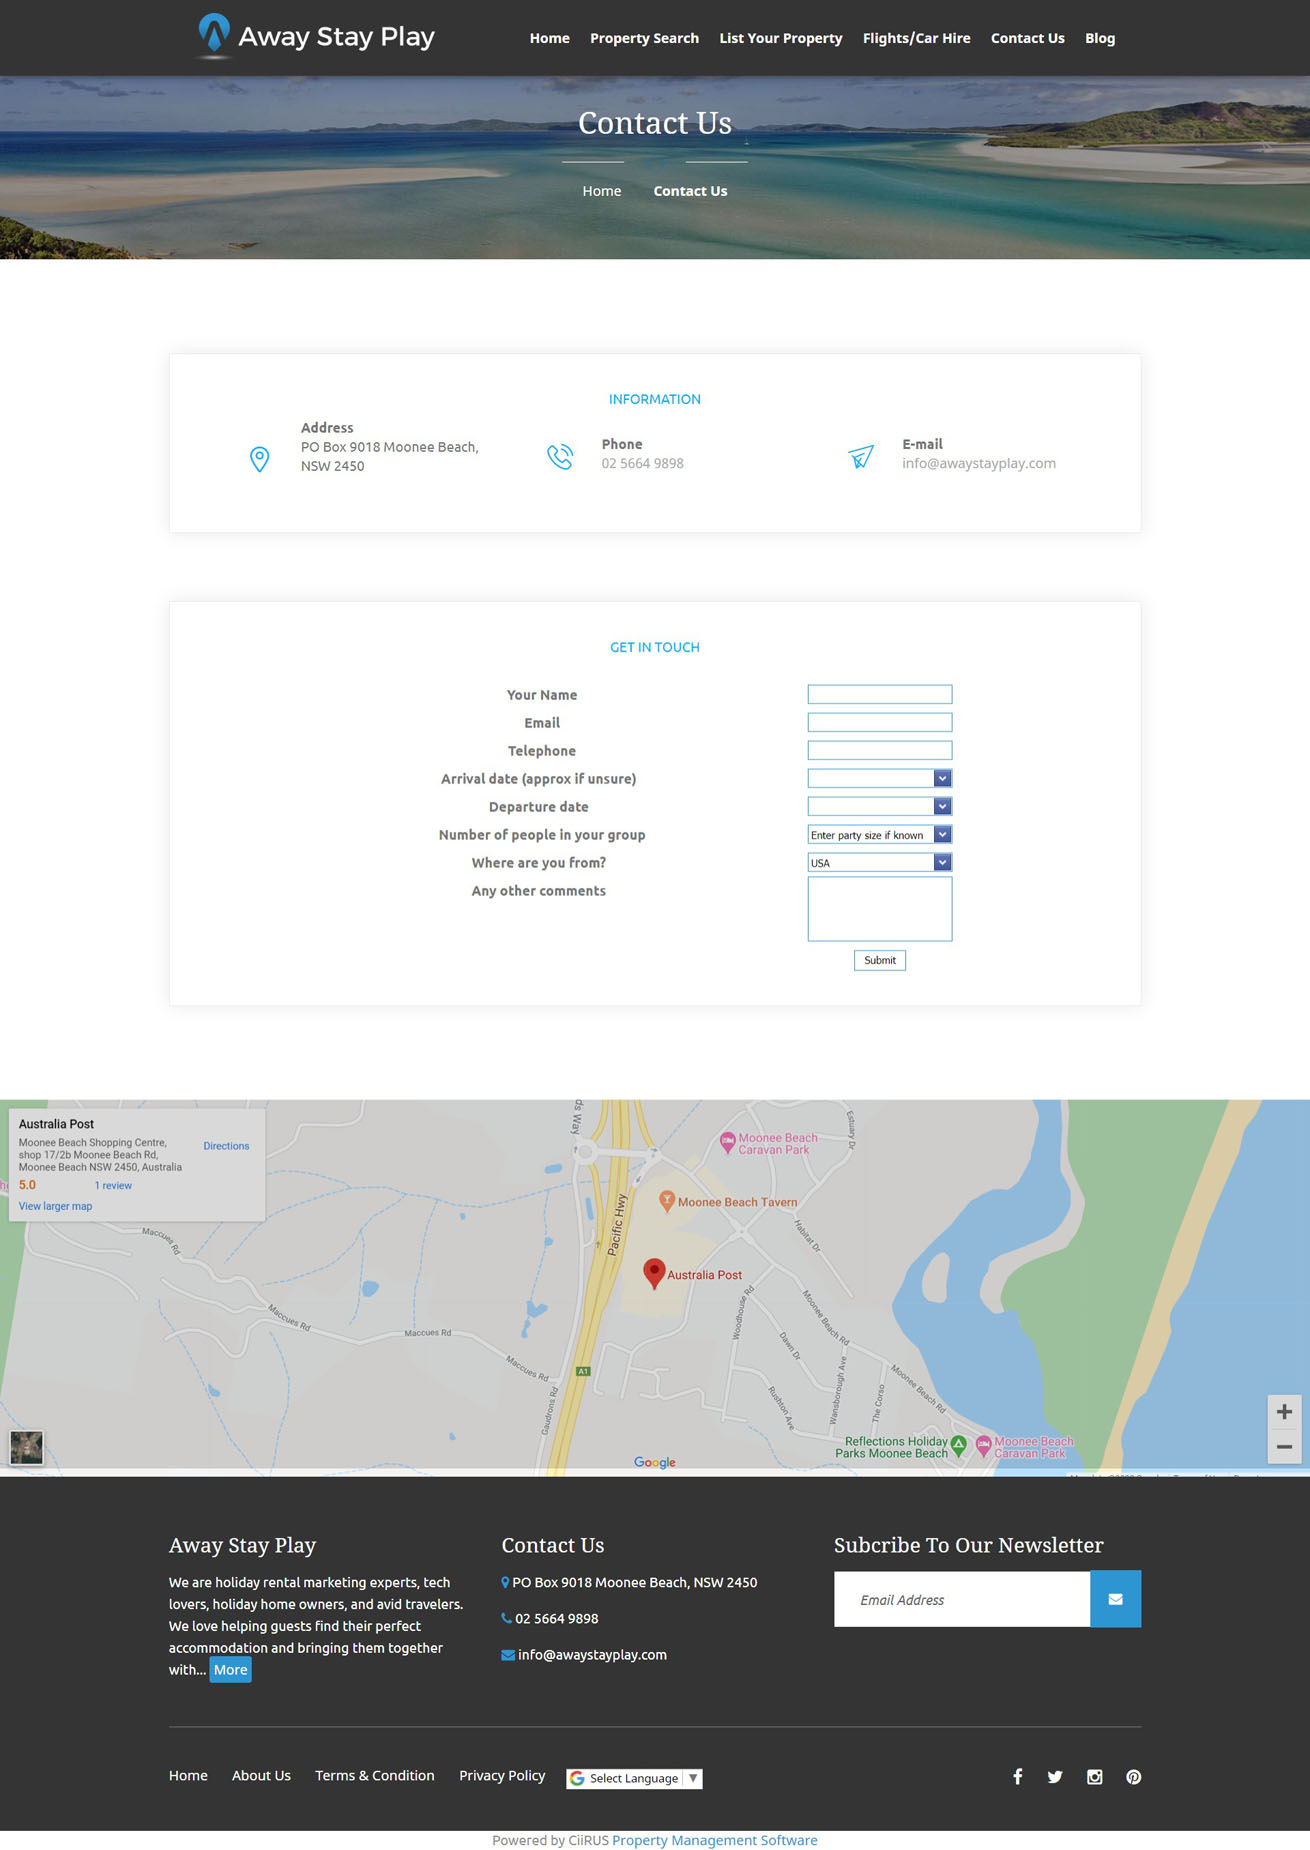 Away Stay Play
Home Property Search List Your Property Flights/Car Hire Contact Us Blog
Contact Us
Home Contact Us
INFORMATION
Address
PO Box 9018 Moonee Beach,
NSW 2450
Phone
02 5664 9898
E-mail
info@awaystayplay.com
GET IN TOUCH
Your Name
Email
Telephone
Arrival date (approx if unsure)
Departure date
Number of people in your group Enter party size if known
Where are you from? USA
Any other comments
Submit
Australia Post
Moonee Beach Shopping Centre,
shop 17/2b Moonee Beach Rd,
Moonee Beach NSW 2450, Australia
Directions
5.0 1 review
View larger map
ds Way
Estuary Dr
Moonee Beach
Caravan Park
Moonee Beach Tavern
Pacific Hwy
Maccues Rd
Habitat Dr
Australia Post
Maccues Rd
Maccues Rd
Woodhouse Rd
Moonee Beach Rd
Dawn Dr
Maccues Rd
A1
Gaudrons Rd
Rushton Ave
Wansborough Ave
The Corso
Moonee Beach Rd
Reflections Holiday
Parks Moonee Beach
Moonee Beach
Caravan Park
Google
Away Stay Play
We are holiday rental marketing experts, tech
lovers, holiday home owners, and avid travelers.
We love helping guests find their perfect
accommodation and bringing them together
with... More
Contact Us
PO Box 9018 Moonee Beach, NSW 2450
02 5664 9898
info@awaystayplay.com
Subcribe To Our Newsletter
Email Address
Home About Us Terms & Condition Privacy Policy Select Language ▼
Powered by CiiRUS Property Management Software